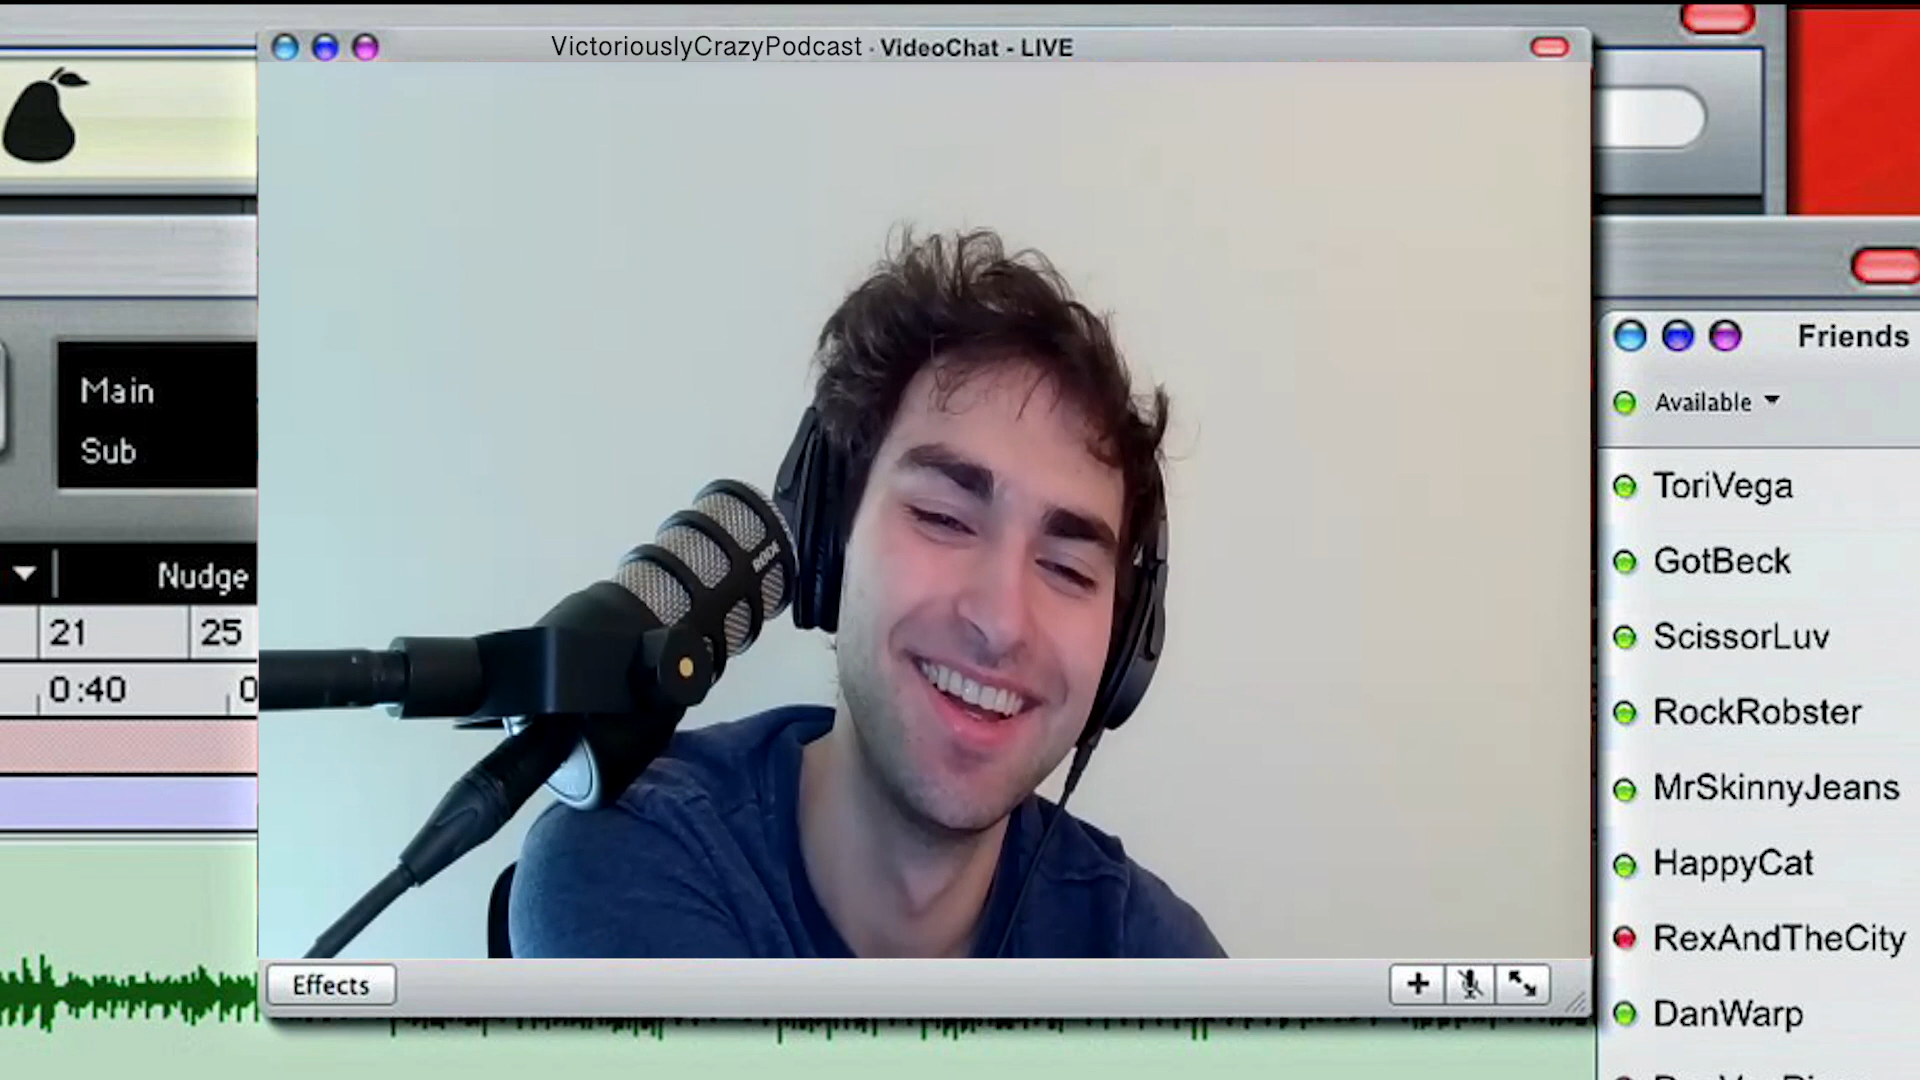 VictoriouslyCrazyPodcast · VideoChat - LIVE
Main
Sub
Nudge
21 25
0:40
RODE
Effects
Friends
Available
ToriVega
GotBeck
ScissorLuv
RockRobster
MrSkinnyJeans
HappyCat
RexAndTheCity
DanWarp